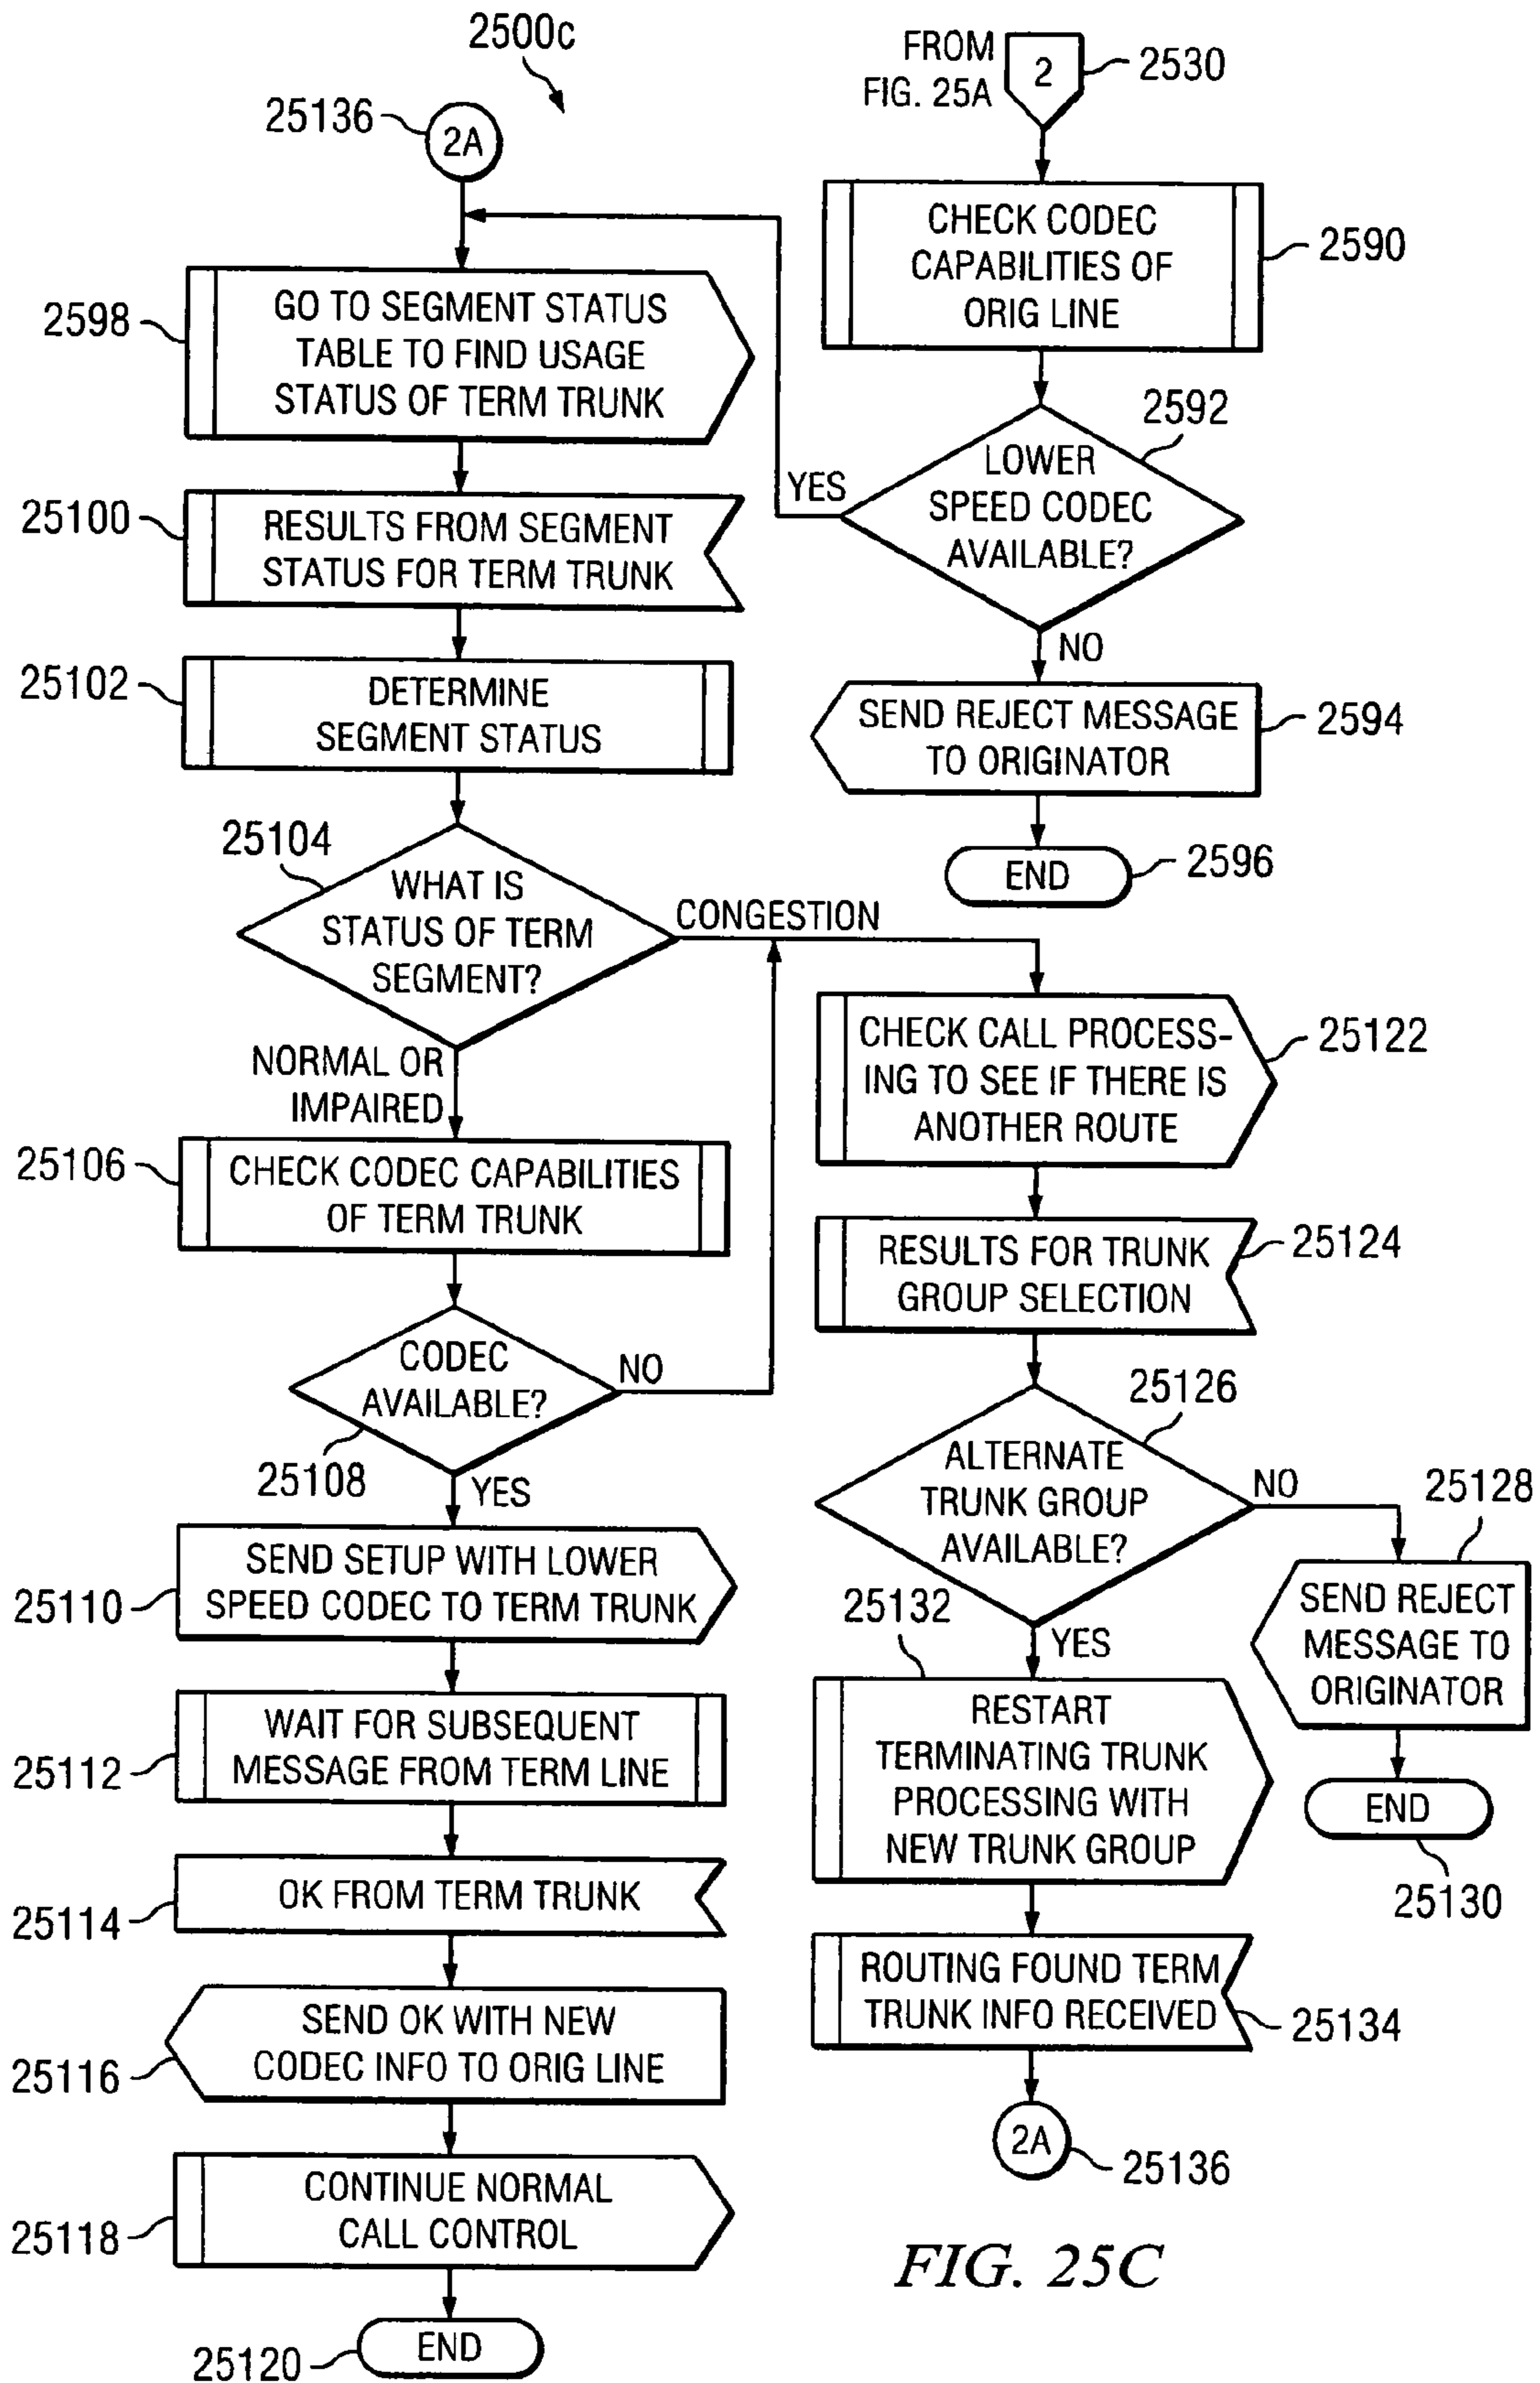 2500c
25136
2A
FROM
FIG. 25A
2
2530
CHECK CODEC
CAPABILITIES OF
ORIG LINE
2590
2598
GO TO SEGMENT STATUS
TABLE TO FIND USAGE
STATUS OF TERM TRUNK
2592
LOWER
SPEED CODEC
AVAILABLE?
YES
NO
25100
RESULTS FROM SEGMENT
STATUS FOR TERM TRUNK
25102
DETERMINE
SEGMENT STATUS
SEND REJECT MESSAGE
TO ORIGINATOR
2594
END
2596
25104
WHAT IS
STATUS OF TERM
SEGMENT?
CONGESTION
NORMAL OR
IMPAIRED
CHECK CALL PROCESS-
ING TO SEE IF THERE IS
ANOTHER ROUTE
25122
25106
CHECK CODEC CAPABILITIES
OF TERM TRUNK
RESULTS FOR TRUNK
GROUP SELECTION
25124
CODEC
AVAILABLE?
NO
25108
YES
25126
ALTERNATE
TRUNK GROUP
AVAILABLE?
NO
YES
25128
SEND REJECT
MESSAGE TO
ORIGINATOR
END
25130
25110
SEND SETUP WITH LOWER
SPEED CODEC TO TERM TRUNK
25132
RESTART
TERMINATING TRUNK
PROCESSING WITH
NEW TRUNK GROUP
25112
WAIT FOR SUBSEQUENT
MESSAGE FROM TERM LINE
25114
OK FROM TERM TRUNK
ROUTING FOUND TERM
TRUNK INFO RECEIVED
25134
25116
SEND OK WITH NEW
CODEC INFO TO ORIG LINE
2A
25136
25118
CONTINUE NORMAL
CALL CONTROL
25120
END
FIG. 25C